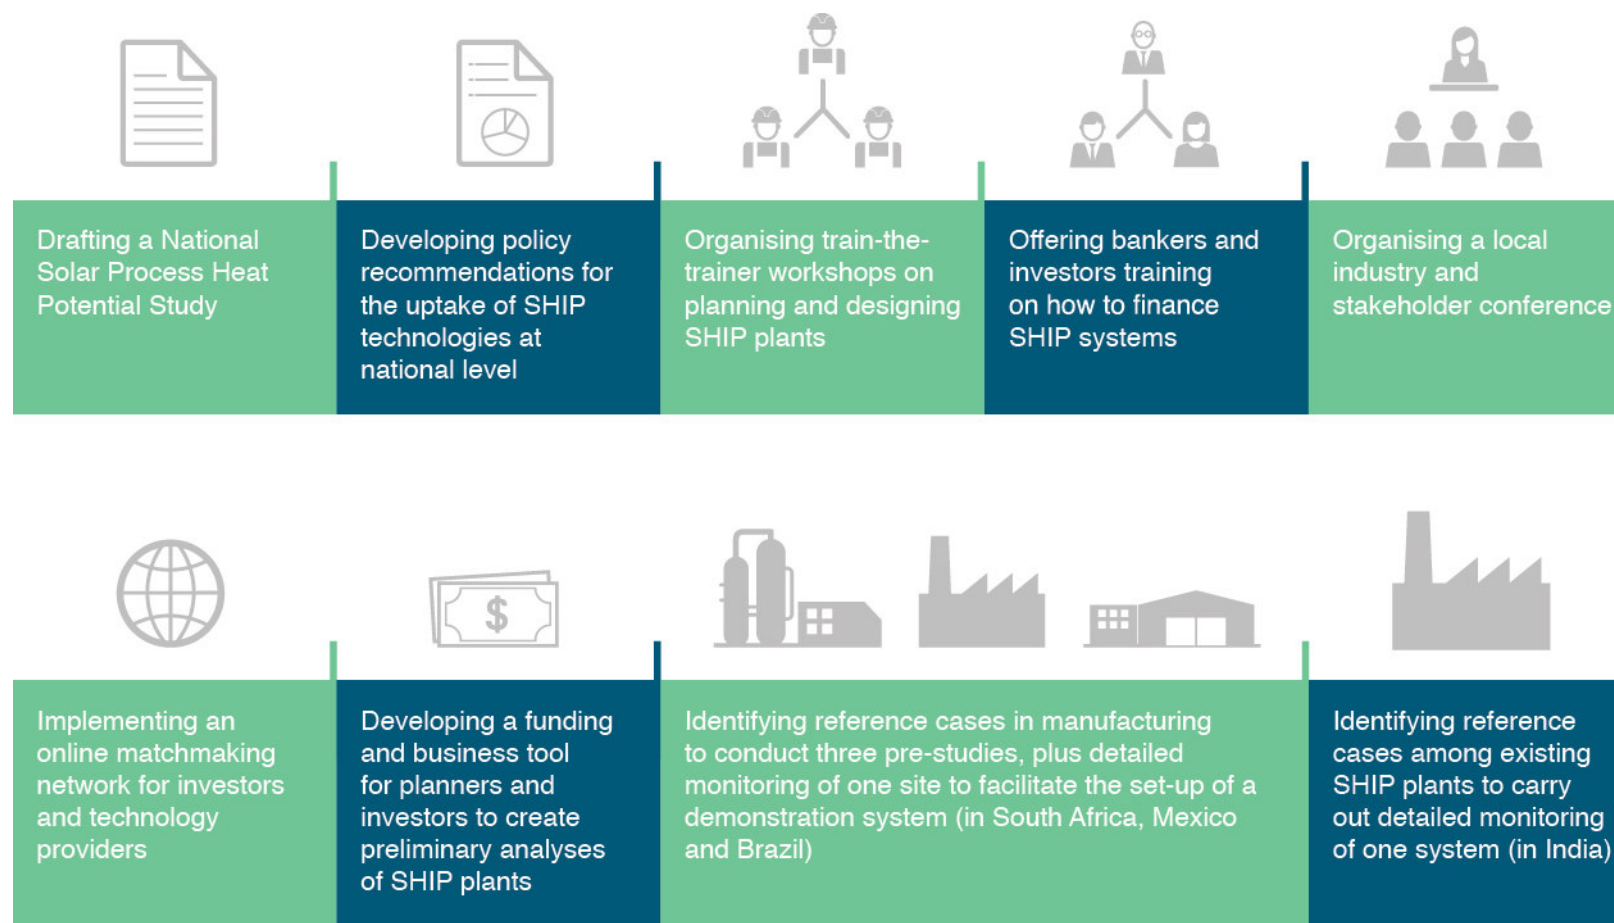 Drafting a National
Solar Process Heat
Potential Study
Developing policy
recommendations for
the uptake of SHIP
technologies at
national level
Organising train-the-
trainer workshops on
planning and designing
SHIP plants
Offering bankers and
investors training
on how to finance
SHIP systems
Organising a local
industry and
stakeholder conference
$
Implementing an
online matchmaking
network for investors
and technology
providers
Developing a funding
and business tool
for planners and
investors to create
preliminary analyses
of SHIP plants
Identifying reference cases in manufacturing
to conduct three pre-studies, plus detailed
monitoring of one site to facilitate the set-up of a
demonstration system (in South Africa, Mexico
and Brazil)
Identifying reference
cases among existing
SHIP plants to carry
out detailed monitoring
of one system (in India)